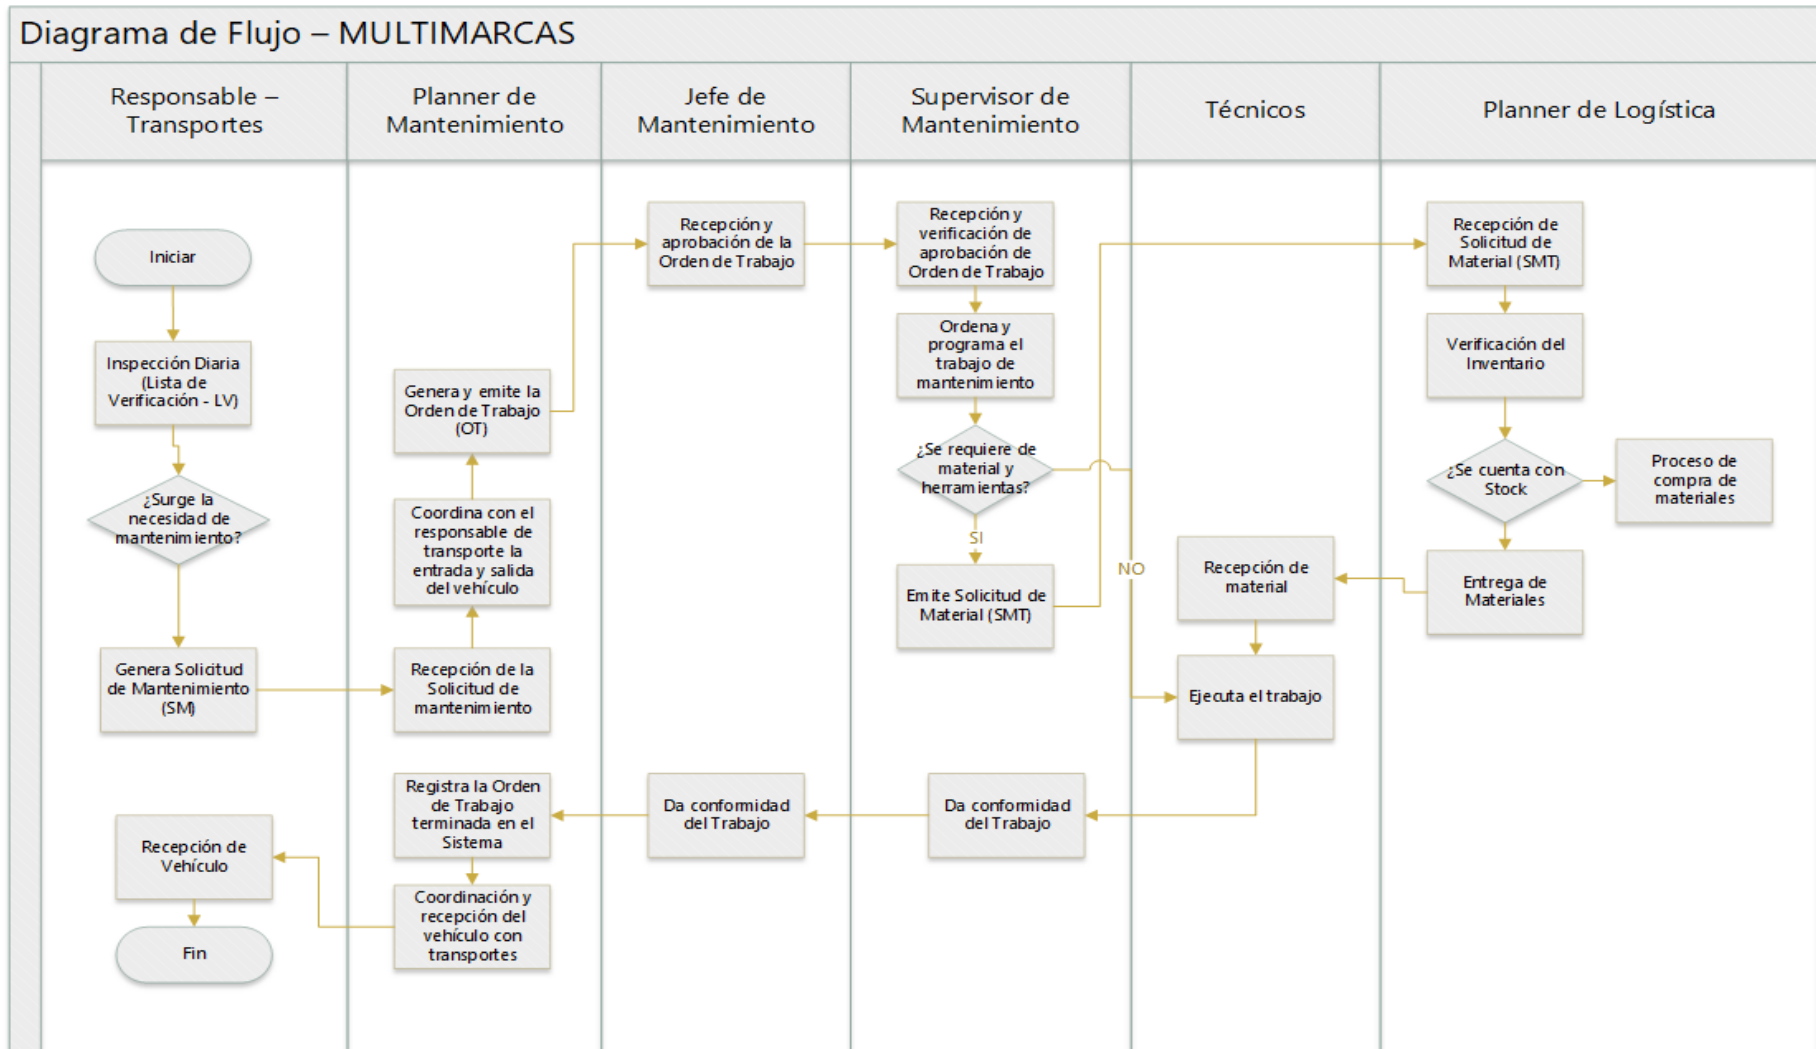 Diagrama de Flujo – MULTIMARCAS
Responsable –
Transportes
Planner de
Mantenimiento
Jefe de
Mantenimiento
Supervisor de
Mantenimiento
Técnicos
Planner de Logística
Iniciar
Inspección Diaria
(Lista de
Verificación - LV)
¿Surge la
necesidad de
mantenimiento?
Genera Solicitud
de Mantenimiento
(SM)
Recepción de
Vehículo
Fin
Genera y emite la
Orden de Trabajo
(OT)
Coordina con el
responsable de
transporte la
entrada y salida
del vehículo
Recepción de la
Solicitud de
mantenimiento
Registra la Orden
de Trabajo
terminada en el
Sistema
Coordinación y
recepción del
vehículo con
transportes
Recepción y
aprobación de la
Orden de Trabajo
Da conformidad
del Trabajo
Recepción y
verificación de
aprobación de
Orden de Trabajo
Ordena y
programa el
trabajo de
mantenimiento
¿Se requiere de
material y
herramientas?
SI
NO
Emite Solicitud de
Material (SMT)
Da conformidad
del Trabajo
Recepción de
material
Ejecuta el trabajo
Recepción de
Solicitud de
Material (SMT)
Verificación del
Inventario
¿Se cuenta con
Stock
Proceso de
compra de
materiales
Entrega de
Materiales